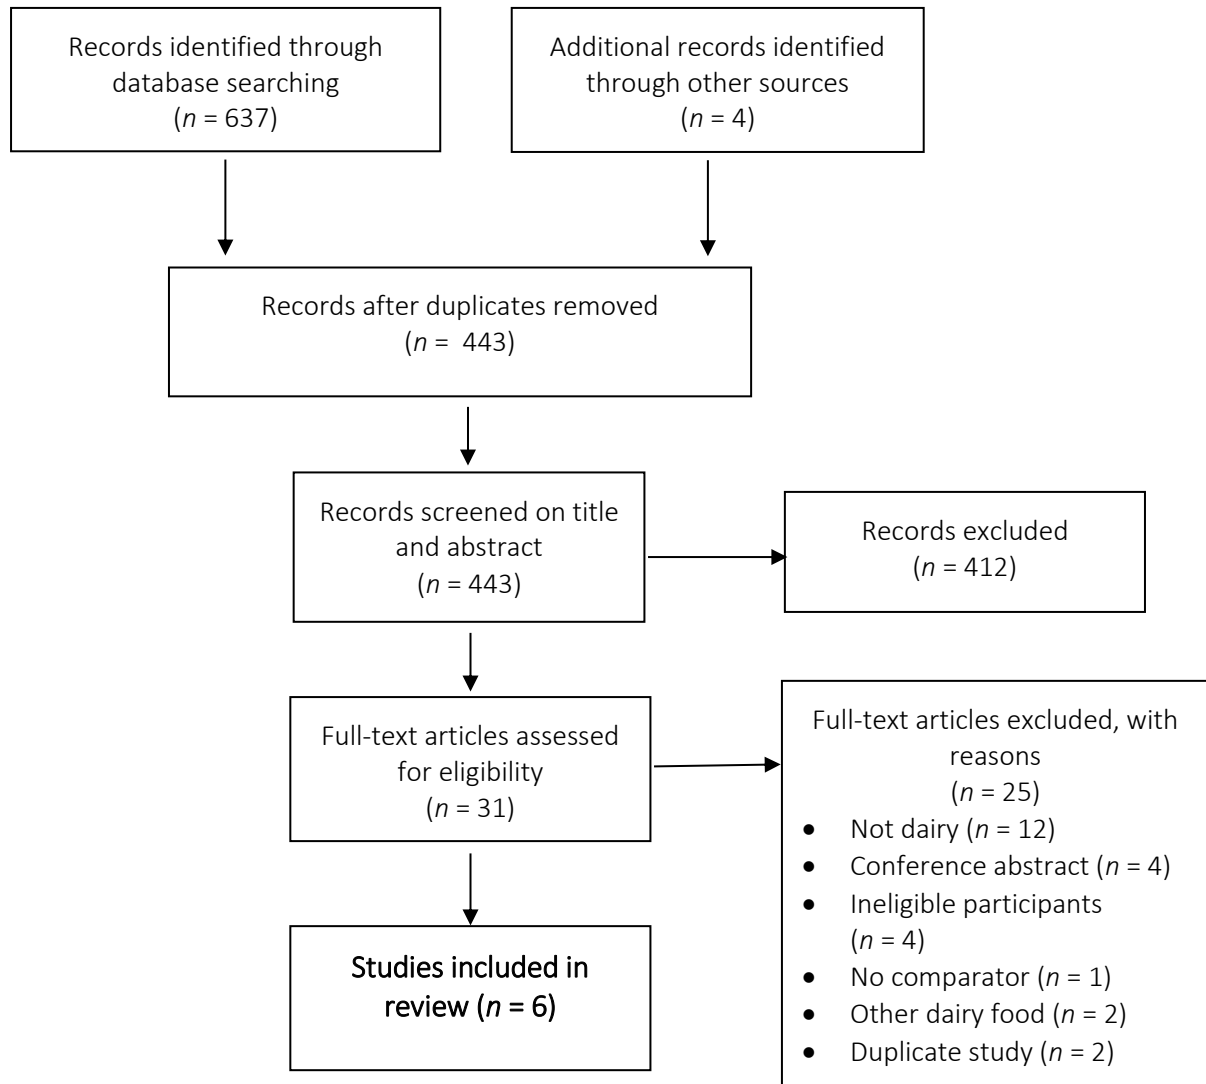 Records identified through
database searching
(n = 637)
Additional records identified
through other sources
(n = 4)
Records after duplicates removed
(n = 443)
Records screened on title
and abstract
(n = 443)
Records excluded
(n = 412)
Full-text articles assessed
for eligibility
(n = 31)
Full-text articles excluded, with
reasons
(n = 25)
• Not dairy (n = 12)
• Conference abstract (n = 4)
• Ineligible participants
(n = 4)
• No comparator (n = 1)
• Other dairy food (n = 2)
• Duplicate study (n = 2)
Studies included in
review (n = 6)